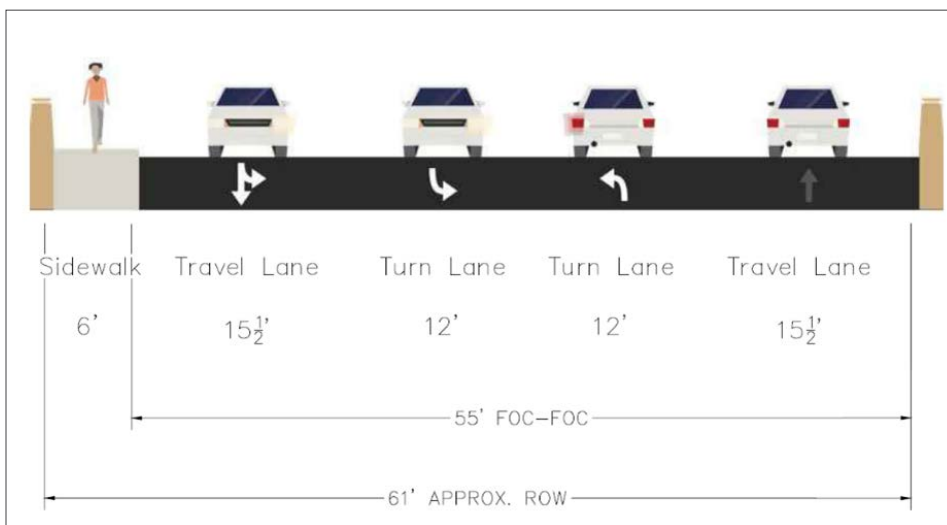 Sidewalk Travel Lane Turn Lane Turn Lane Travel Lane
6' 15½' 12' 12' 15½'
55' FOC-FOC
61' APPROX. ROW